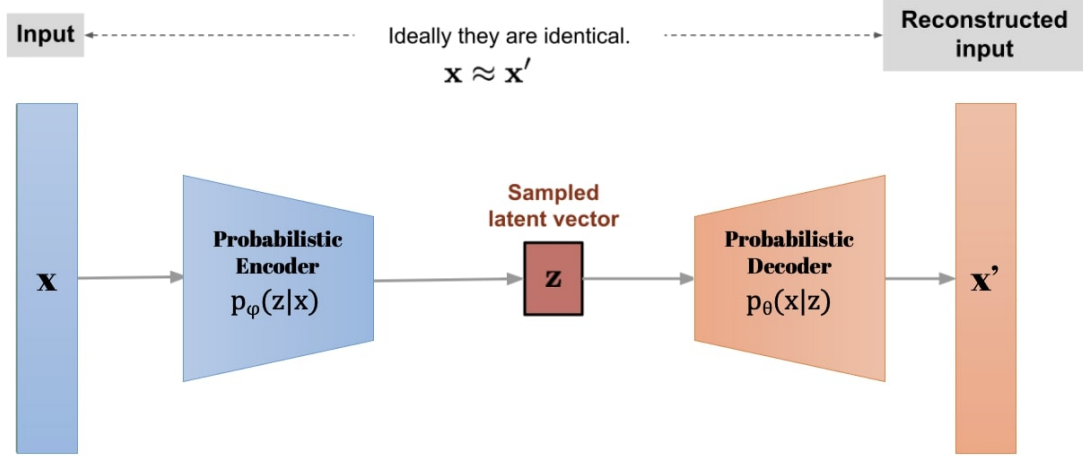 Input
Ideally they are identical.
x ≈ x′
Reconstructed
input
x
Probabilistic
Encoder
pφ(z|x)
Sampled
latent vector
z
Probabilistic
Decoder
pθ(x|z)
x'